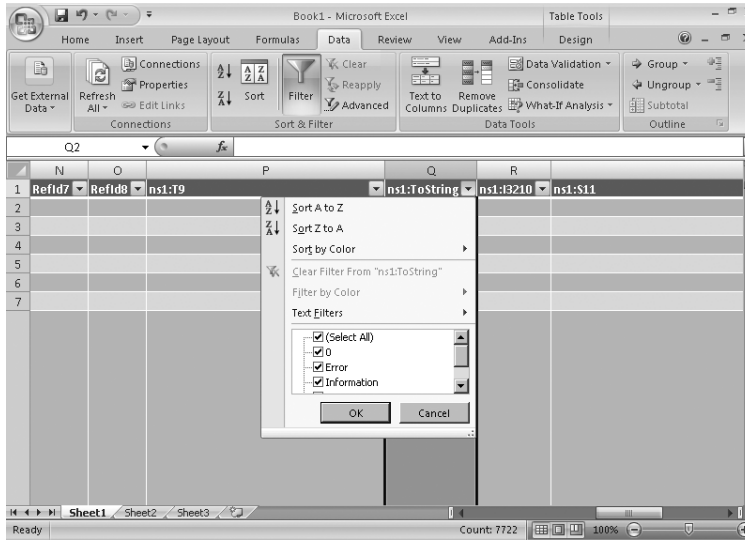 Book1 - Microsoft Excel
Table Tools
Home Insert Page Layout Formulas Data Review View Add-Ins Design
Get External Data
Refresh All
Connections
Properties
Edit Links
Connections
Sort
Filter
Clear
Reapply
Advanced
Sort & Filter
Text to Columns
Remove Duplicates
Data Validation
Consolidate
What-If Analysis
Data Tools
Group
Ungroup
Subtotal
Outline
Q2
fx
N O P Q R
1 RefId7 RefId8 ns1:T9 ns1:ToString ns1:I3210 ns1:S11
2
3
4
5
6
7
Sort A to Z
Sort Z to A
Sort by Color
Clear Filter From "ns1:ToString"
Filter by Color
Text Filters
(Select All)
0
Error
Information
OK Cancel
Sheet1 Sheet2 Sheet3
Ready
Count: 7722
100%